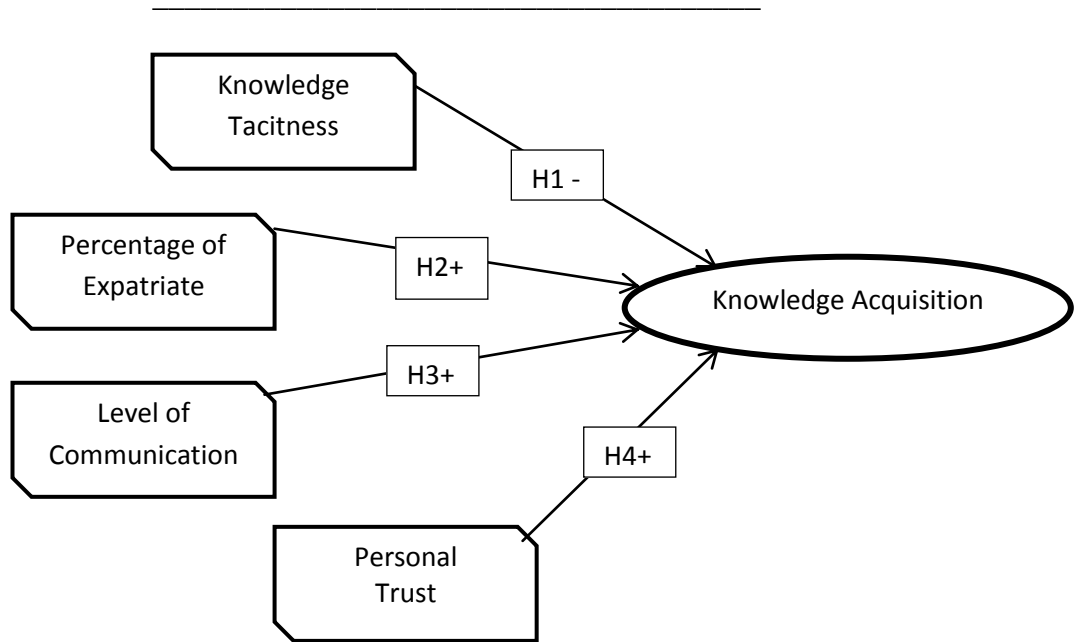 Knowledge
Tacitness
H1 -
Percentage of
Expatriate
H2+
Knowledge Acquisition
H3+
Level of
Communication
H4+
Personal
Trust